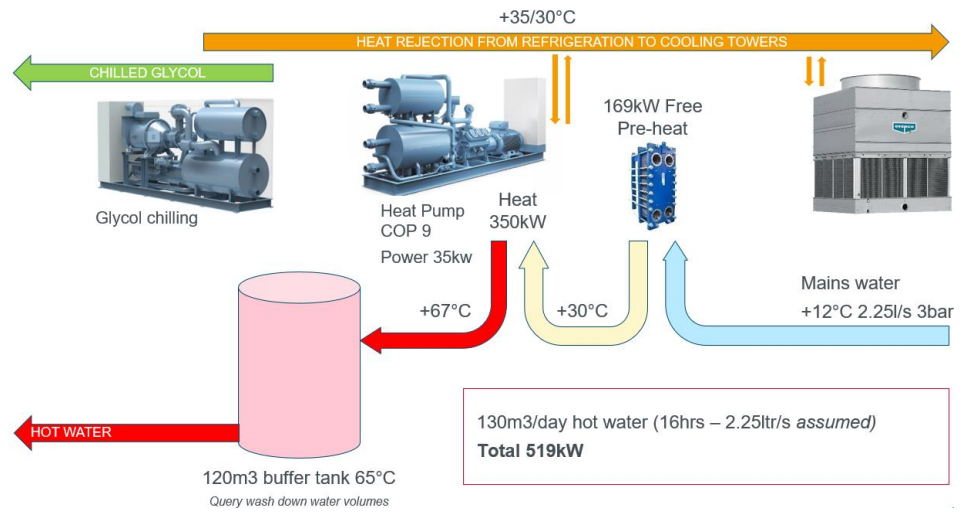 +35/30°C
HEAT REJECTION FROM REFRIGERATION TO COOLING TOWERS
CHILLED GLYCOL
169kW Free
Pre-heat
Glycol chilling
Heat Pump
COP 9
Power 35kw
Heat
350kW
Mains water
+12°C 2.25l/s 3bar
+67°C
+30°C
130m3/day hot water (16hrs – 2.25ltr/s assumed)
Total 519kW
HOT WATER
120m3 buffer tank 65°C
Query wash down water volumes